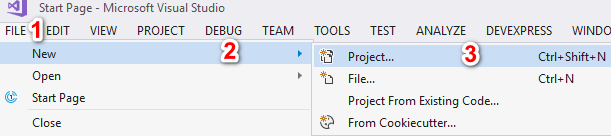 Start Page - Microsoft Visual Studio
FILE 1 EDIT VIEW PROJECT DEBUG TEAM TOOLS TEST ANALYZE DEVEXPRESS WINDO
New 2
Open
Start Page
Close
Project... 3 Ctrl+Shift+N
File... Ctrl+N
Project From Existing Code...
From Cookiecutter...